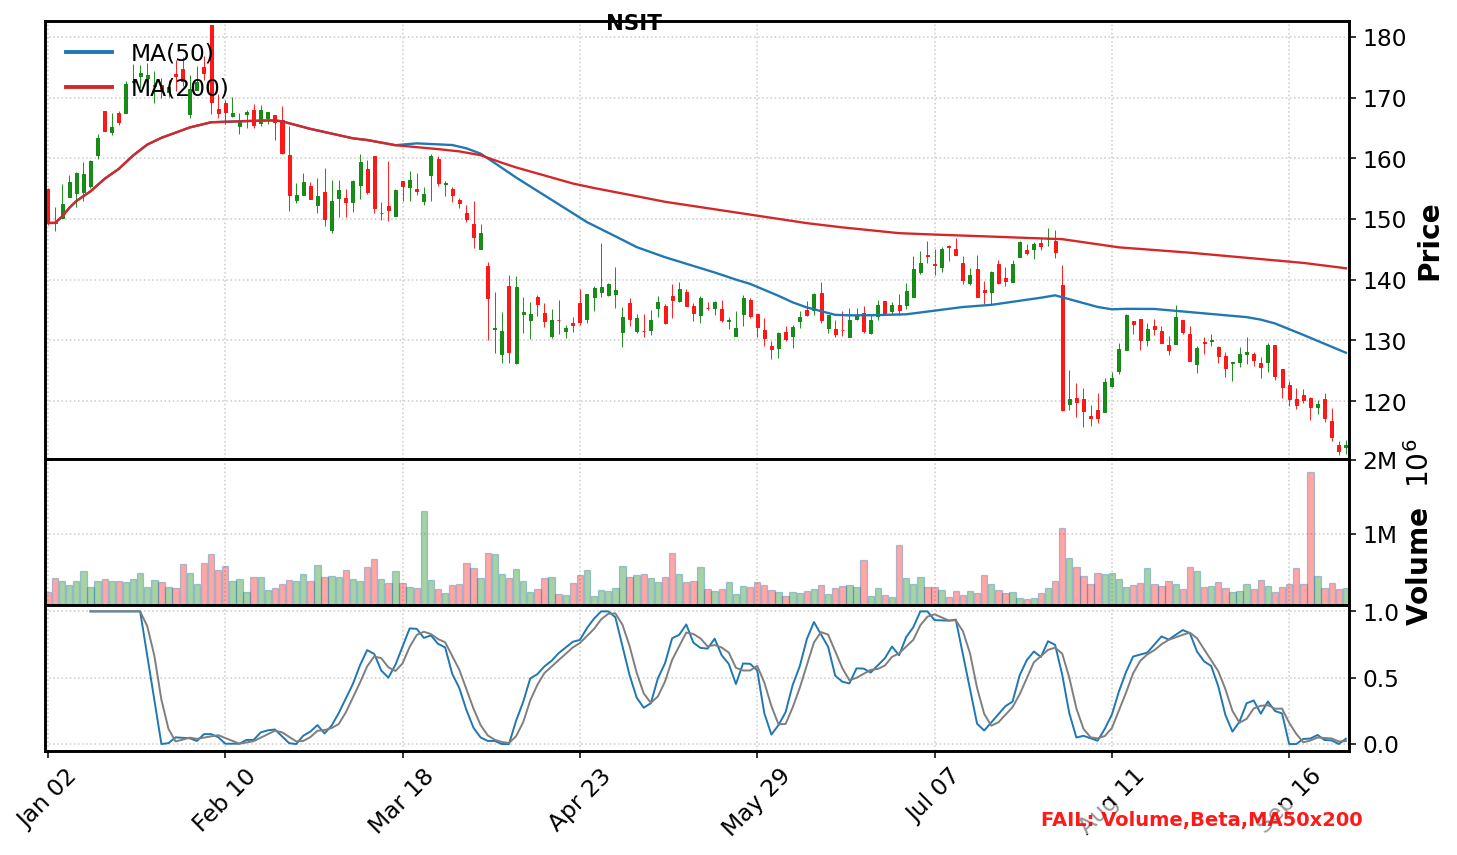 NSIT
MA(50)
MA(200)
180
170
160
150
140
130
120
Price
2M
1M
Volume 10^6
1.0
0.5
0.0
Jan 02
Feb 10
Mar 18
Apr 23
May 29
Jul 07
Aug 11
Sep 16
FAIL: Volume,Beta,MA50x200